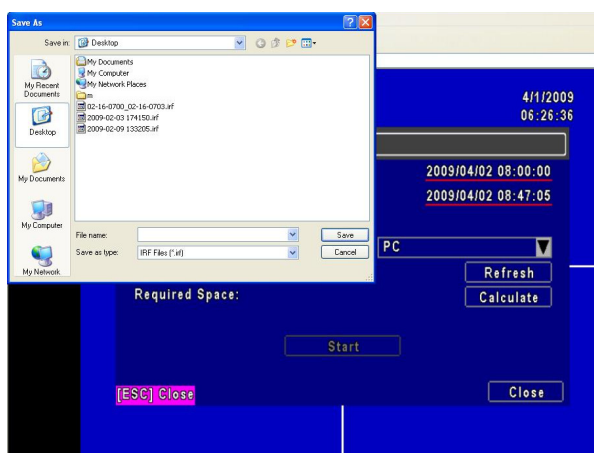 Save As
Save in:
Desktop
My Recent
Documents
Desktop
My Documents
My Computer
My Network
My Documents
My Computer
My Network Places
m
02-16-0700_02-16-0703.irf
2009-02-03 174150.irf
2009-02-09 133205.irf
File name:
Save
Save as type:
IRF Files (*.irf)
Cancel
4/1/2009
06:26:36
2009/04/02 08:00:00
2009/04/02 08:47:05
PC
Refresh
Required Space:
Calculate
Start
[ESC] Close
Close